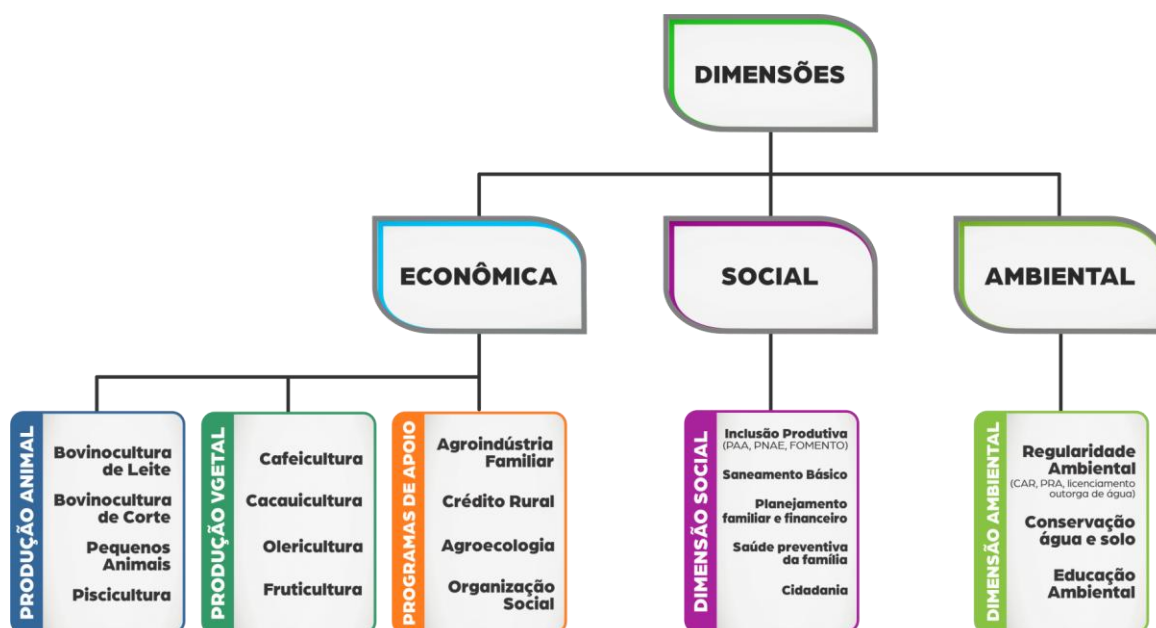 DIMENSÕES
ECONÔMICA
SOCIAL
AMBIENTAL
PRODUÇÃO ANIMAL
Bovinocultura
de Leite
Bovinocultura
de Corte
Pequenos
Animais
Piscicultura
PRODUÇÃO VGETAL
Cafeicultura
Cacauicultura
Olericultura
Fruticultura
PROGRAMAS DE APOIO
Agroindústria
Familiar
Crédito Rural
Agroecologia
Organização
Social
DIMENSÃO SOCIAL
Inclusão Produtiva
(PAA, PNAE, FOMENTO)
Saneamento Básico
Planejamento
familiar e financeiro
Saúde preventiva
da família
Cidadania
DIMENSÃO AMBIENTAL
Regularidade
Ambiental
(CAR, PRA, licenciamento
outorga de água)
Conservação
água e solo
Educação
Ambiental